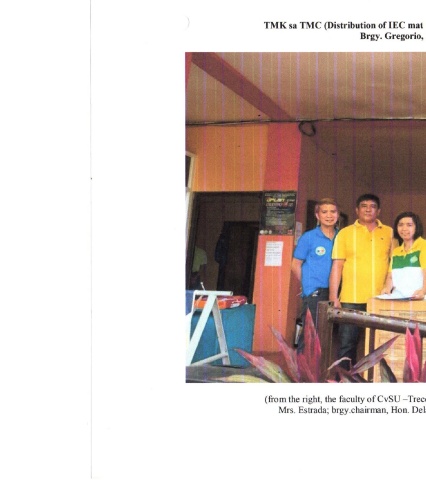 TMK sa TMC (Distribution of IEC mat
Brgy. Gregorio,
(from the right, the faculty of CvSU –Trece
Mrs. Estrada; brgy.chairman, Hon. Del